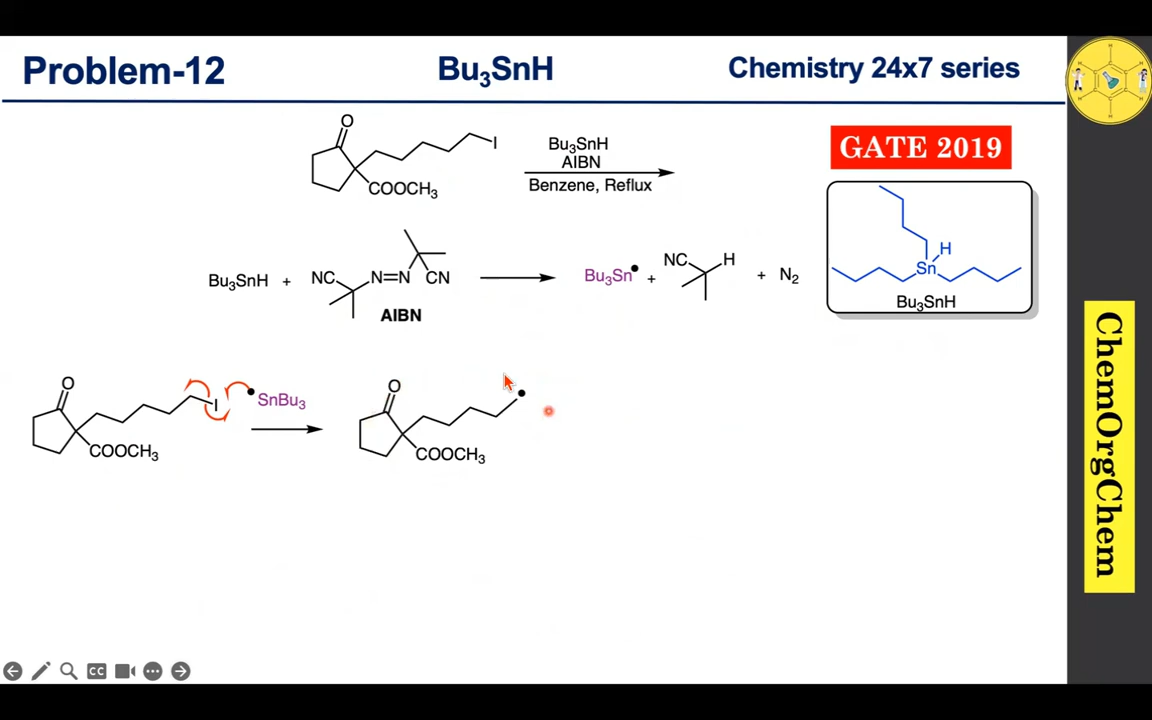 Problem-12
Bu3SnH
Chemistry 24x7 series
O
I
COOCH3
Bu3SnH
AIBN
Benzene, Reflux
GATE 2019
H
Sn
Bu3SnH
Bu3SnH +
NC
N=N
CN
AIBN
Bu3Sn• +
NC
H
+ N2
O
I
COOCH3
•SnBu3
O
•
COOCH3
ChemOrgChem
CC
H
H
H
H
H
H